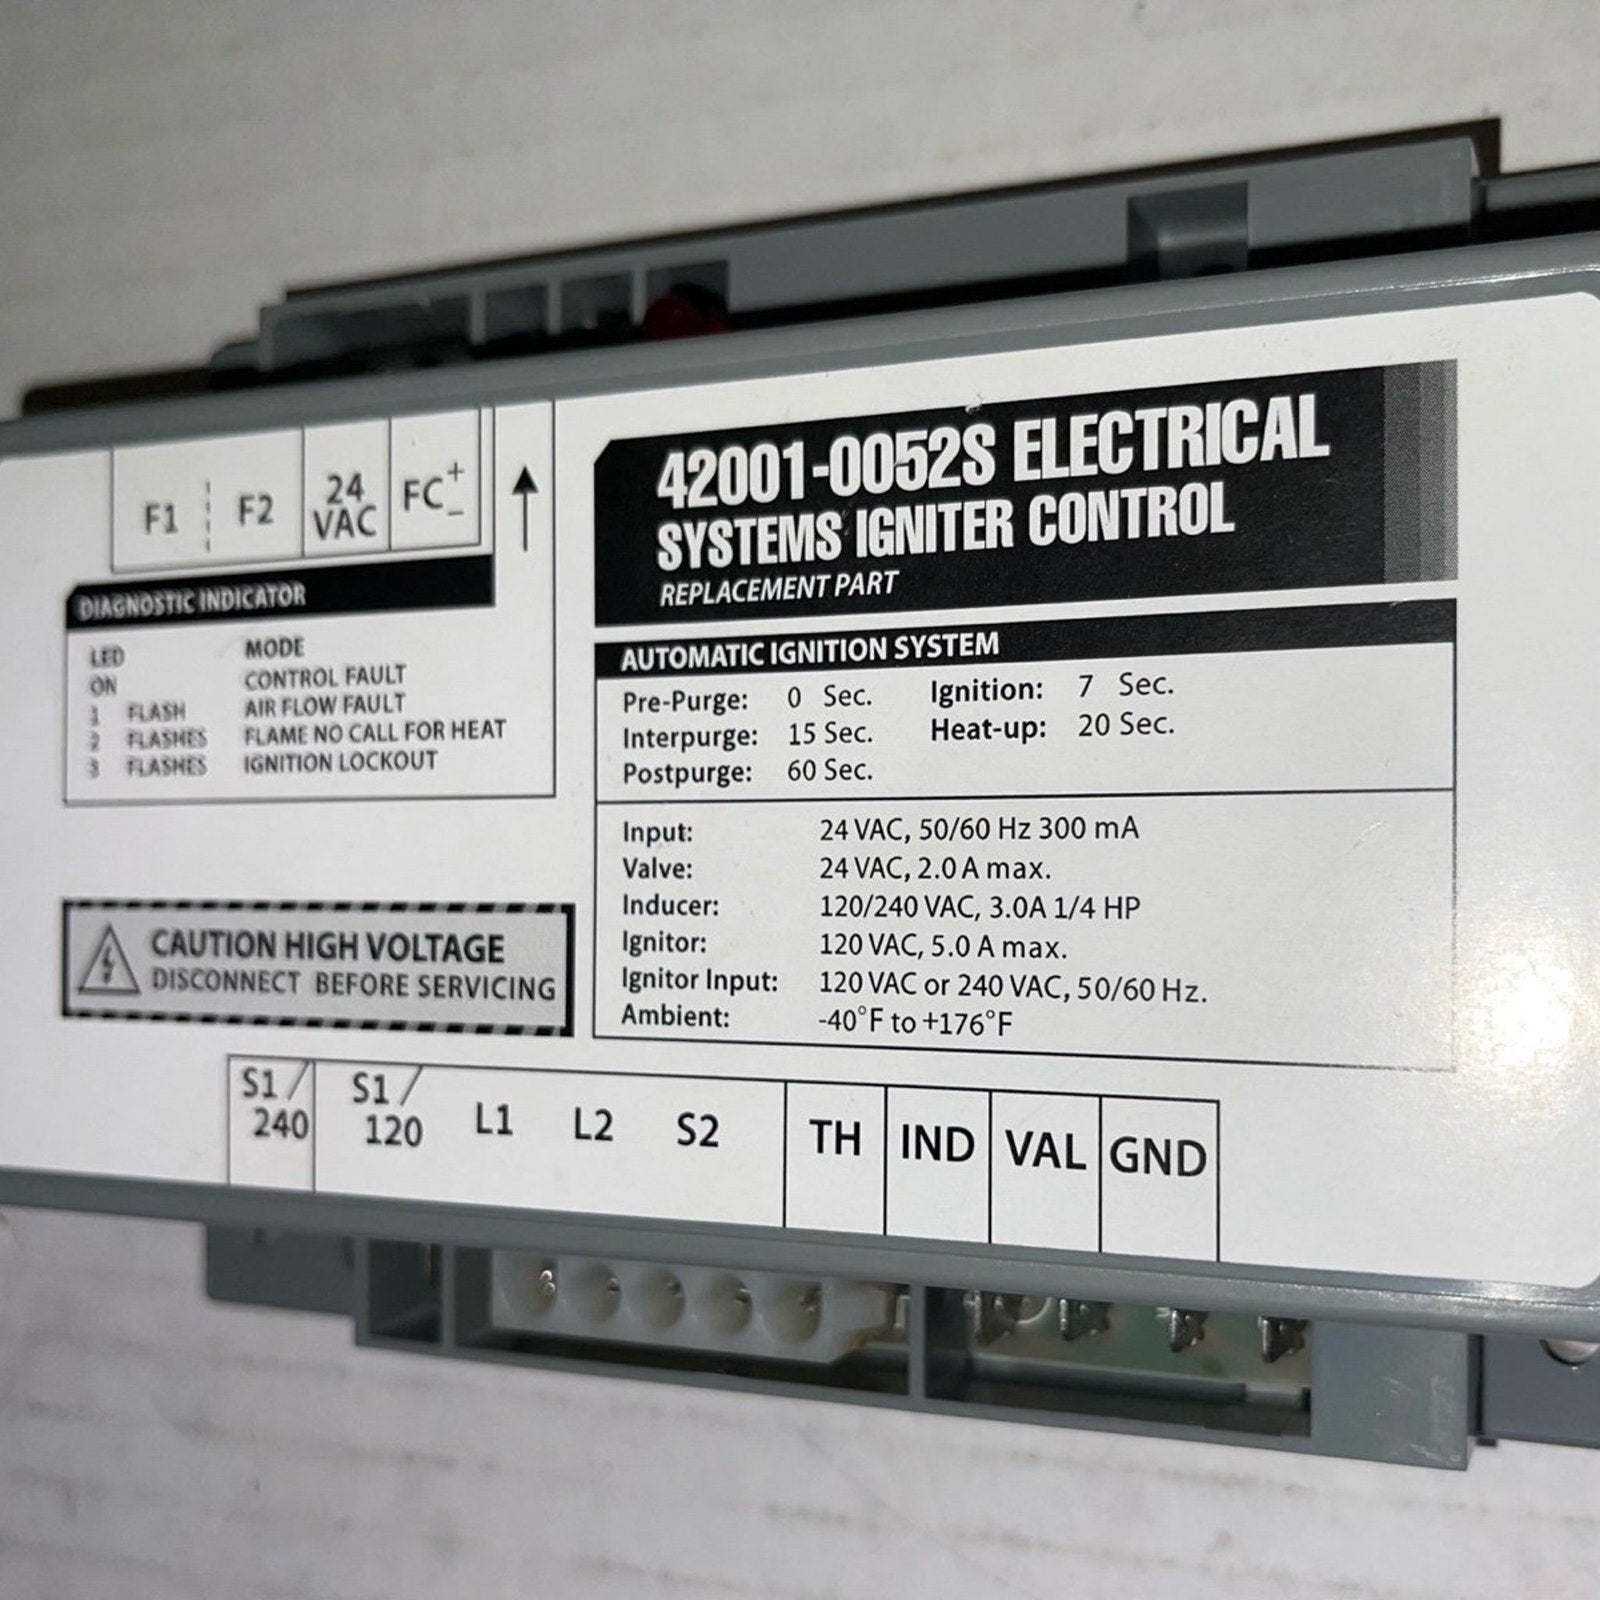 F1 F2 24 VAC FC + -
DIAGNOSTIC INDICATOR
LED MODE
ON CONTROL FAULT
1 FLASH AIR FLOW FAULT
2 FLASHES FLAME NO CALL FOR HEAT
3 FLASHES IGNITION LOCKOUT
CAUTION HIGH VOLTAGE
DISCONNECT BEFORE SERVICING
42001-0052S ELECTRICAL
SYSTEMS IGNITER CONTROL
REPLACEMENT PART
AUTOMATIC IGNITION SYSTEM
Pre-Purge: 0 Sec. Ignition: 7 Sec.
Interpurge: 15 Sec. Heat-up: 20 Sec.
Postpurge: 60 Sec.
Input: 24 VAC, 50/60 Hz 300 mA
Valve: 24 VAC, 2.0 A max.
Inducer: 120/240 VAC, 3.0A 1/4 HP
Ignitor: 120 VAC, 5.0 A max.
Ignitor Input: 120 VAC or 240 VAC, 50/60 Hz.
Ambient: -40°F to +176°F
S1/240 S1/120 L1 L2 S2 TH IND VAL GND